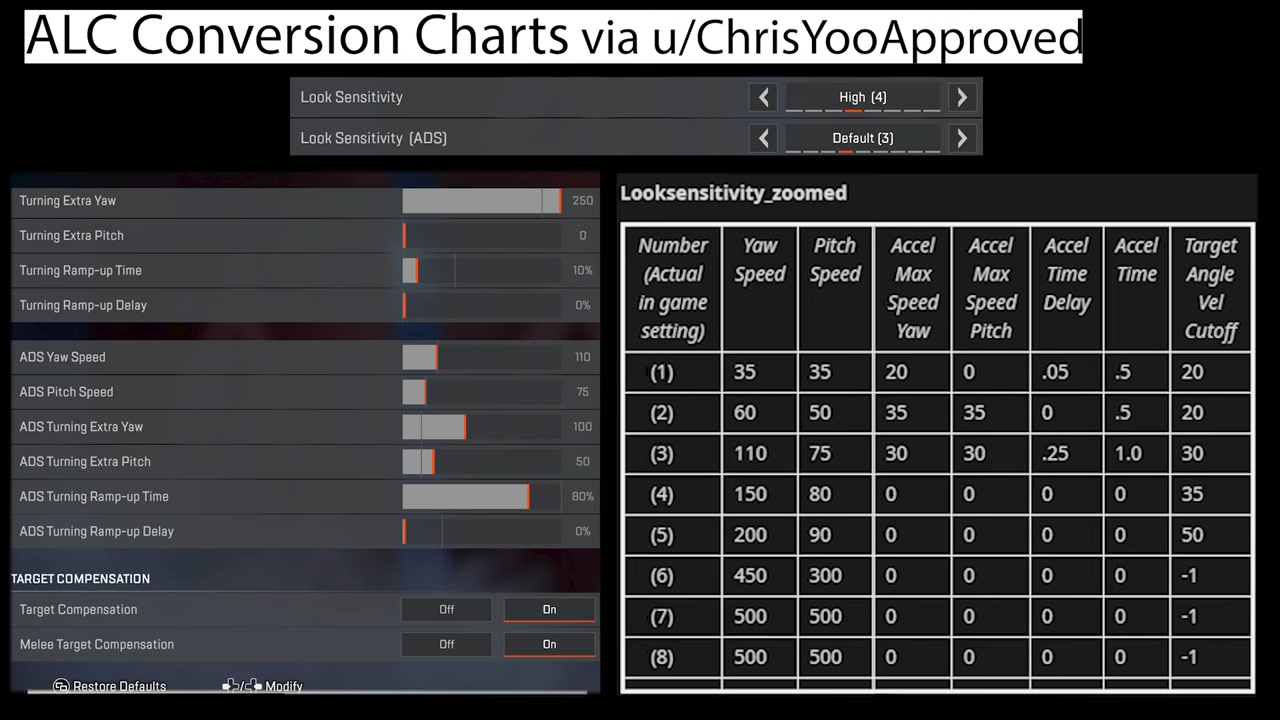 ALC Conversion Charts via u/ChrisYooApproved
Look Sensitivity High (4)
Look Sensitivity (ADS) Default (3)
Turning Extra Yaw 250
Turning Extra Pitch 0
Turning Ramp-up Time 10%
Turning Ramp-up Delay 0%
ADS Yaw Speed 110
ADS Pitch Speed 75
ADS Turning Extra Yaw 100
ADS Turning Extra Pitch 50
ADS Turning Ramp-up Time 80%
ADS Turning Ramp-up Delay 0%
TARGET COMPENSATION
Target Compensation Off On
Melee Target Compensation Off On
Restore Defaults / Modify
Looksensitivity_zoomed
Number (Actual in game setting) Yaw Speed Pitch Speed Accel Max Speed Yaw Accel Max Speed Pitch Accel Time Delay Accel Time Target Angle Vel Cutoff
(1) 35 35 20 0 .05 .5 20
(2) 60 50 35 35 0 .5 20
(3) 110 75 30 30 .25 1.0 30
(4) 150 80 0 0 0 0 35
(5) 200 90 0 0 0 0 50
(6) 450 300 0 0 0 0 -1
(7) 500 500 0 0 0 0 -1
(8) 500 500 0 0 0 0 -1